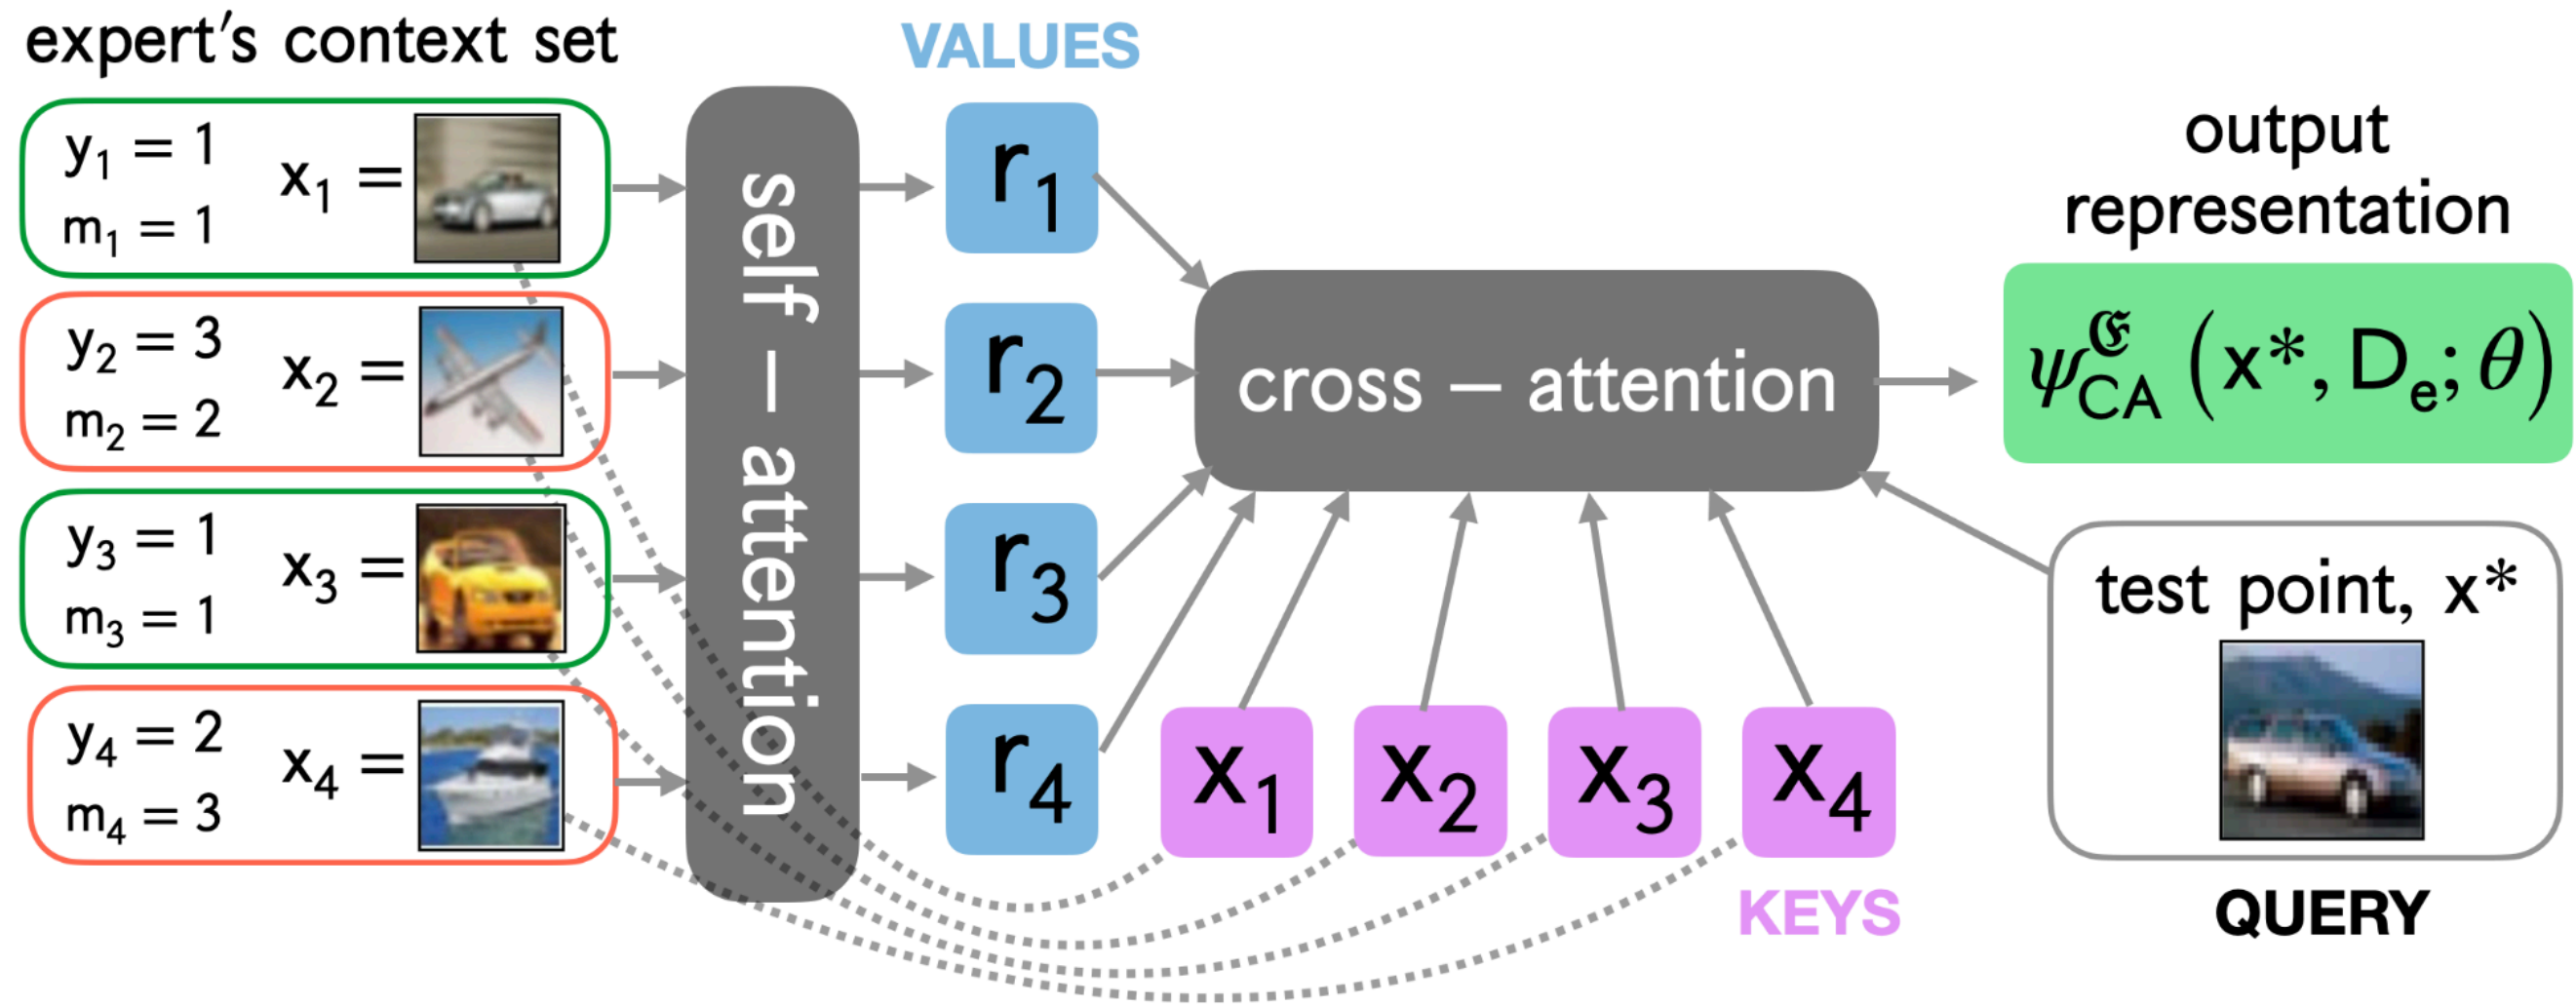 expert's context set
y₁ = 1
m₁ = 1
x₁ =
y₂ = 3
m₂ = 2
x₂ =
y₃ = 1
m₃ = 1
x₃ =
y₄ = 2
m₄ = 3
x₄ =
self – attention
VALUES
r₁
r₂
r₃
r₄
cross – attention
x₁ x₂ x₃ x₄
KEYS
output
representation
ψ_CA^𝕰 (x*, Dₑ; θ)
test point, x*
QUERY